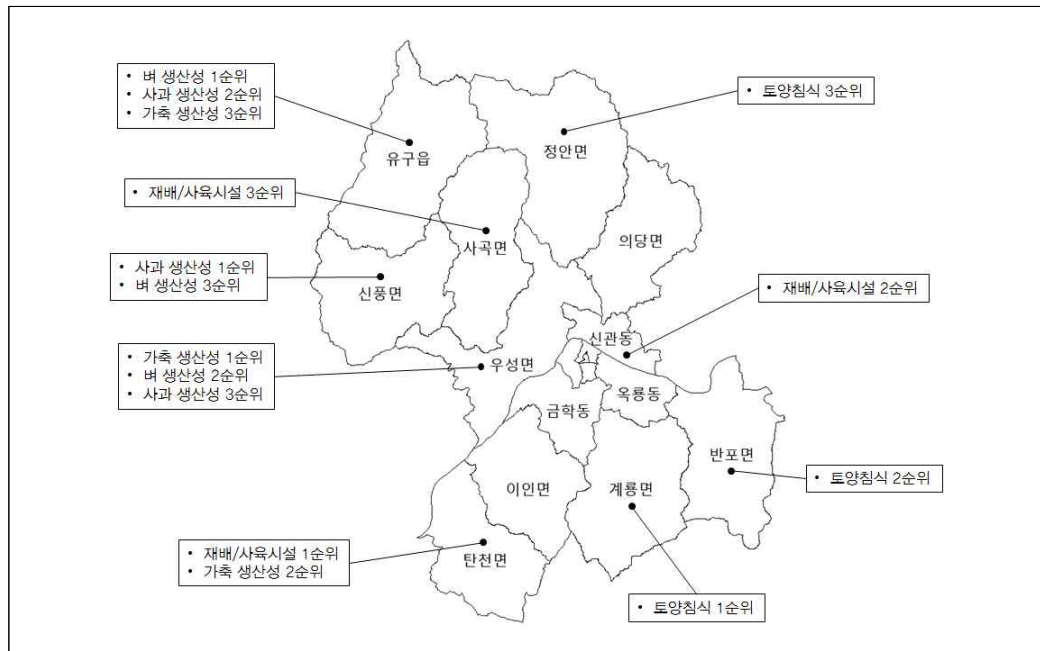 • 벼 생산성 1순위
• 사과 생산성 2순위
• 가축 생산성 3순위
• 토양침식 3순위
유구읍
정안면
• 재배/사육시설 3순위
사곡면
의당면
• 사과 생산성 1순위
• 벼 생산성 3순위
신풍면
• 재배/사육시설 2순위
신관동
• 가축 생산성 1순위
• 벼 생산성 2순위
• 사과 생산성 3순위
우성면
금학동
옥룡동
반포면
이인면
계룡면
• 토양침식 2순위
• 재배/사육시설 1순위
• 가축 생산성 2순위
탄천면
• 토양침식 1순위